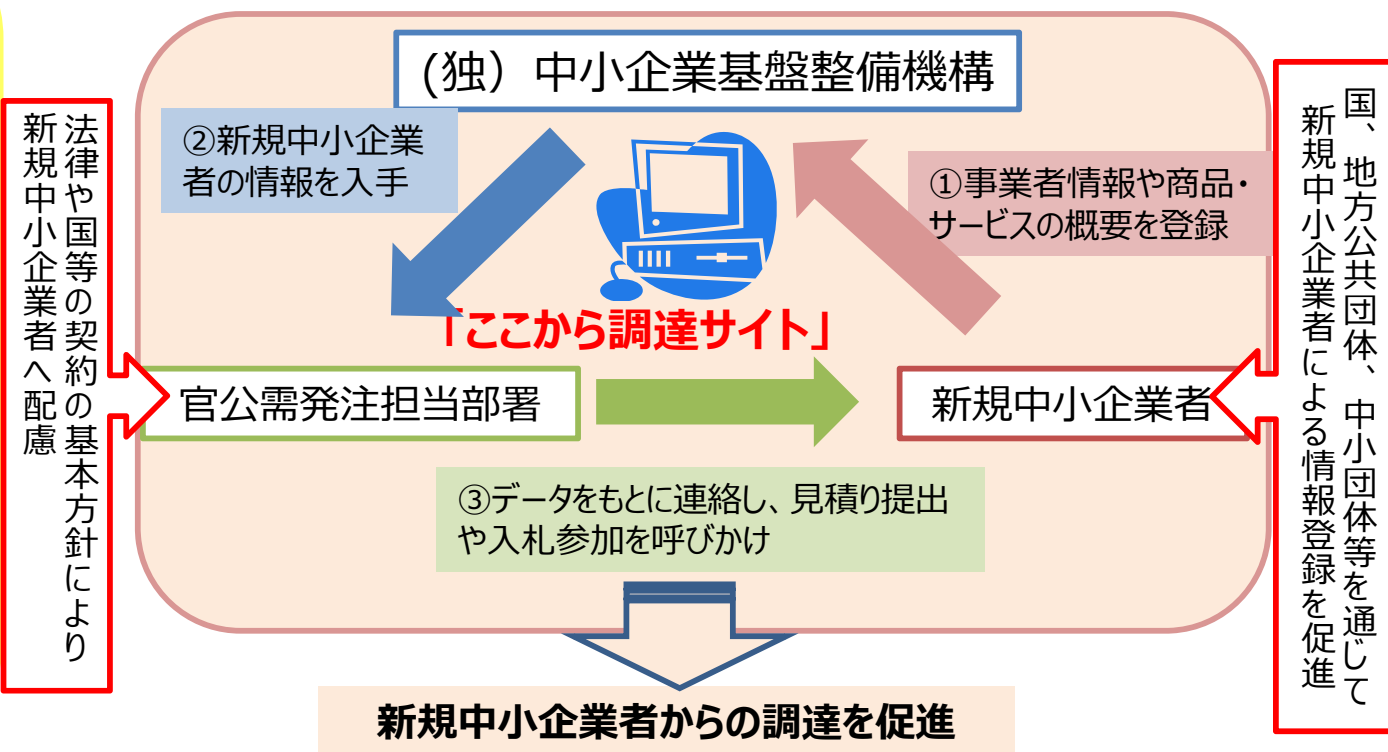 (独）中小企業基盤整備機構
②新規中小企業
者の情報を入手
①事業者情報や商品・
サービスの概要を登録
「ここから調達サイト」
官公需発注担当部署
新規中小企業者
③データをもとに連絡し、見積り提出
や入札参加を呼びかけ
法律や国等の契約の基本方針により
新規中小企業者へ配慮
国、地方公共団体、中小団体等を通じて
新規中小企業者による情報登録を促進
新規中小企業者からの調達を促進